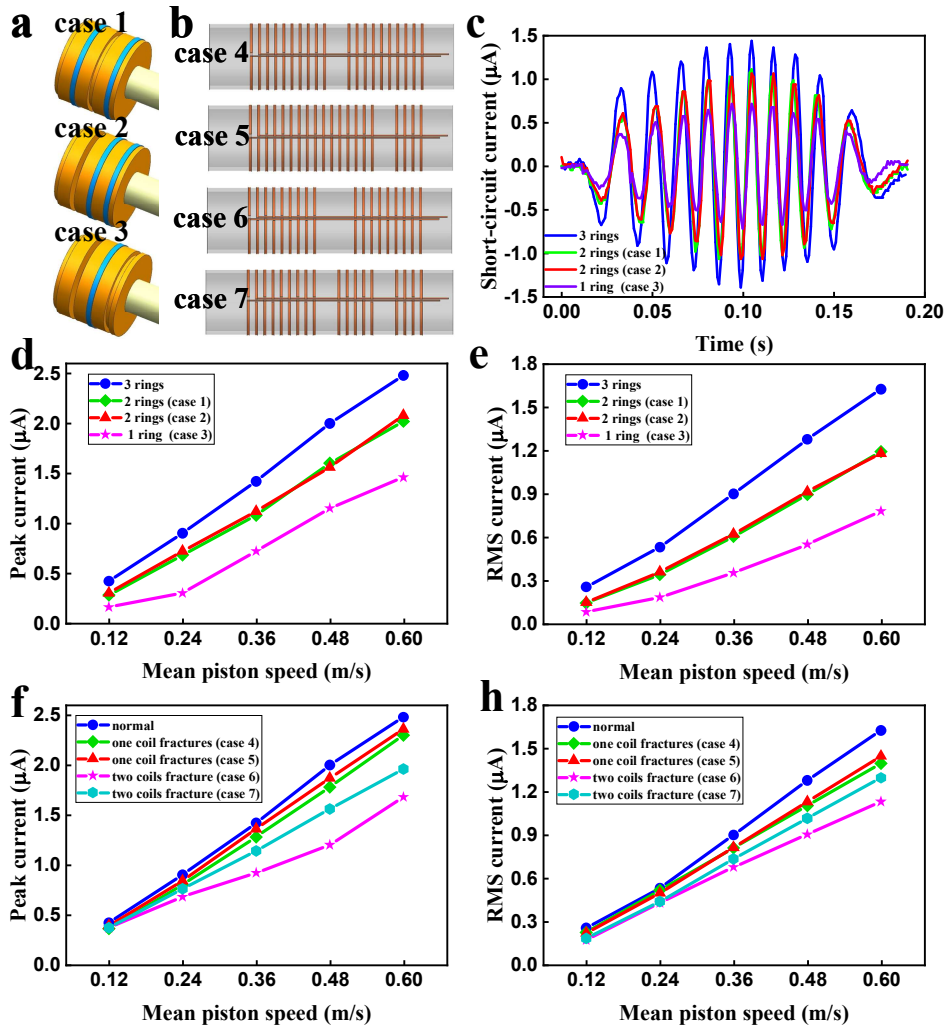 a
case 1
case 2
case 3
b
case 4
case 5
case 6
case 7
c
Short-circuit current (μA)
1.5
1.0
0.5
0.0
-0.5
-1.0
-1.5
3 rings
2 rings (case 1)
2 rings (case 2)
1 ring (case 3)
0.00
0.05
0.10
0.15
0.20
Time (s)
d
Peak current (μA)
2.5
2.0
1.5
1.0
0.5
0.0
3 rings
2 rings (case 1)
2 rings (case 2)
1 ring (case 3)
0.12
0.24
0.36
0.48
0.60
Mean piston speed (m/s)
e
RMS current (μA)
1.8
1.5
1.2
0.9
0.6
0.3
0.0
3 rings
2 rings (case 1)
2 rings (case 2)
1 ring (case 3)
0.12
0.24
0.36
0.48
0.60
Mean piston speed (m/s)
f
Peak current (μA)
2.5
2.0
1.5
1.0
0.5
0.0
normal
one coil fractures (case 4)
one coil fractures (case 5)
two coils fracture (case 6)
two coils fracture (case 7)
0.12
0.24
0.36
0.48
0.60
Mean piston speed (m/s)
h
RMS current (μA)
1.8
1.5
1.2
0.9
0.6
0.3
0.0
normal
one coil fractures (case 4)
one coil fractures (case 5)
two coils fracture (case 6)
two coils fracture (case 7)
0.12
0.24
0.36
0.48
0.60
Mean piston speed (m/s)